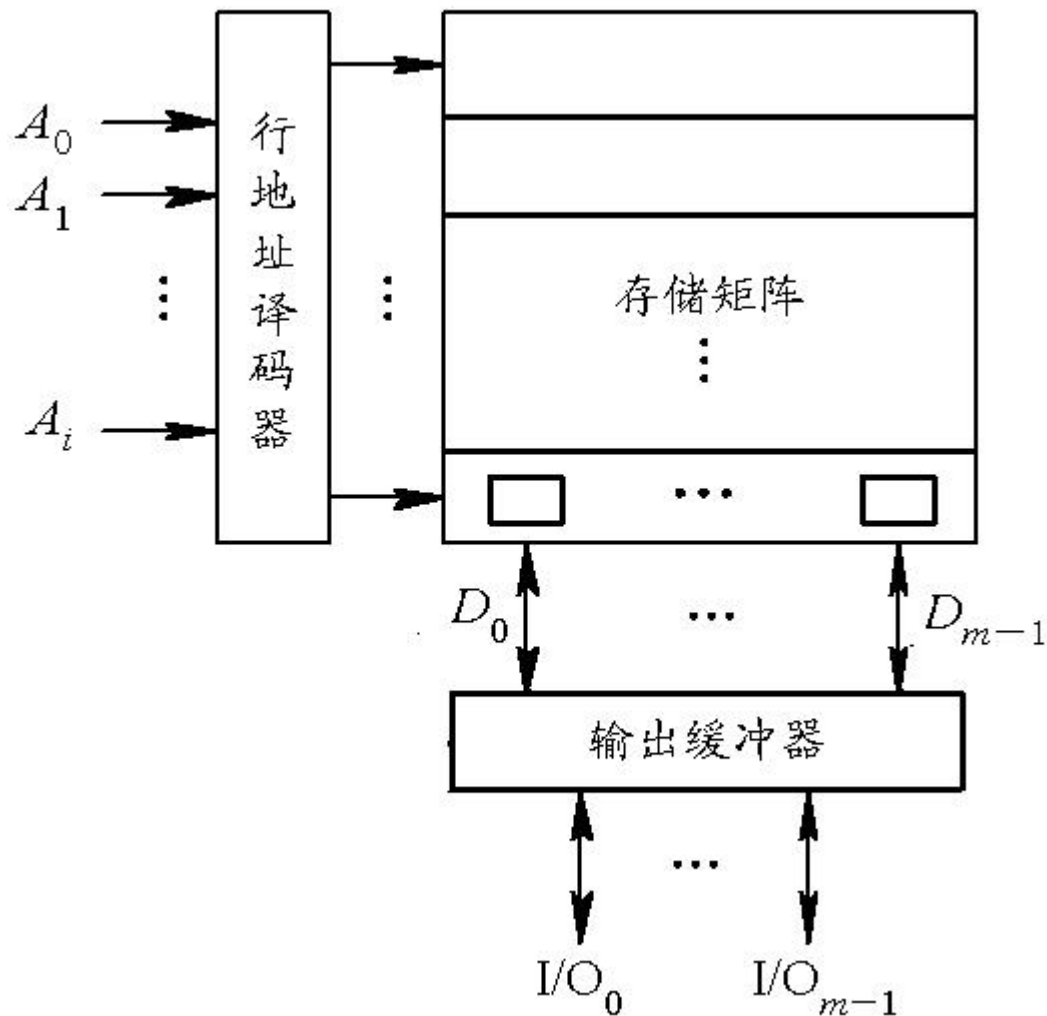 A₀
A₁
⋮
Aᵢ
行地址译码器
⋮
存储矩阵
⋮
⋯
D₀
⋯
Dₘ₋₁
输出缓冲器
⋯
I/O₀
I/Oₘ₋₁